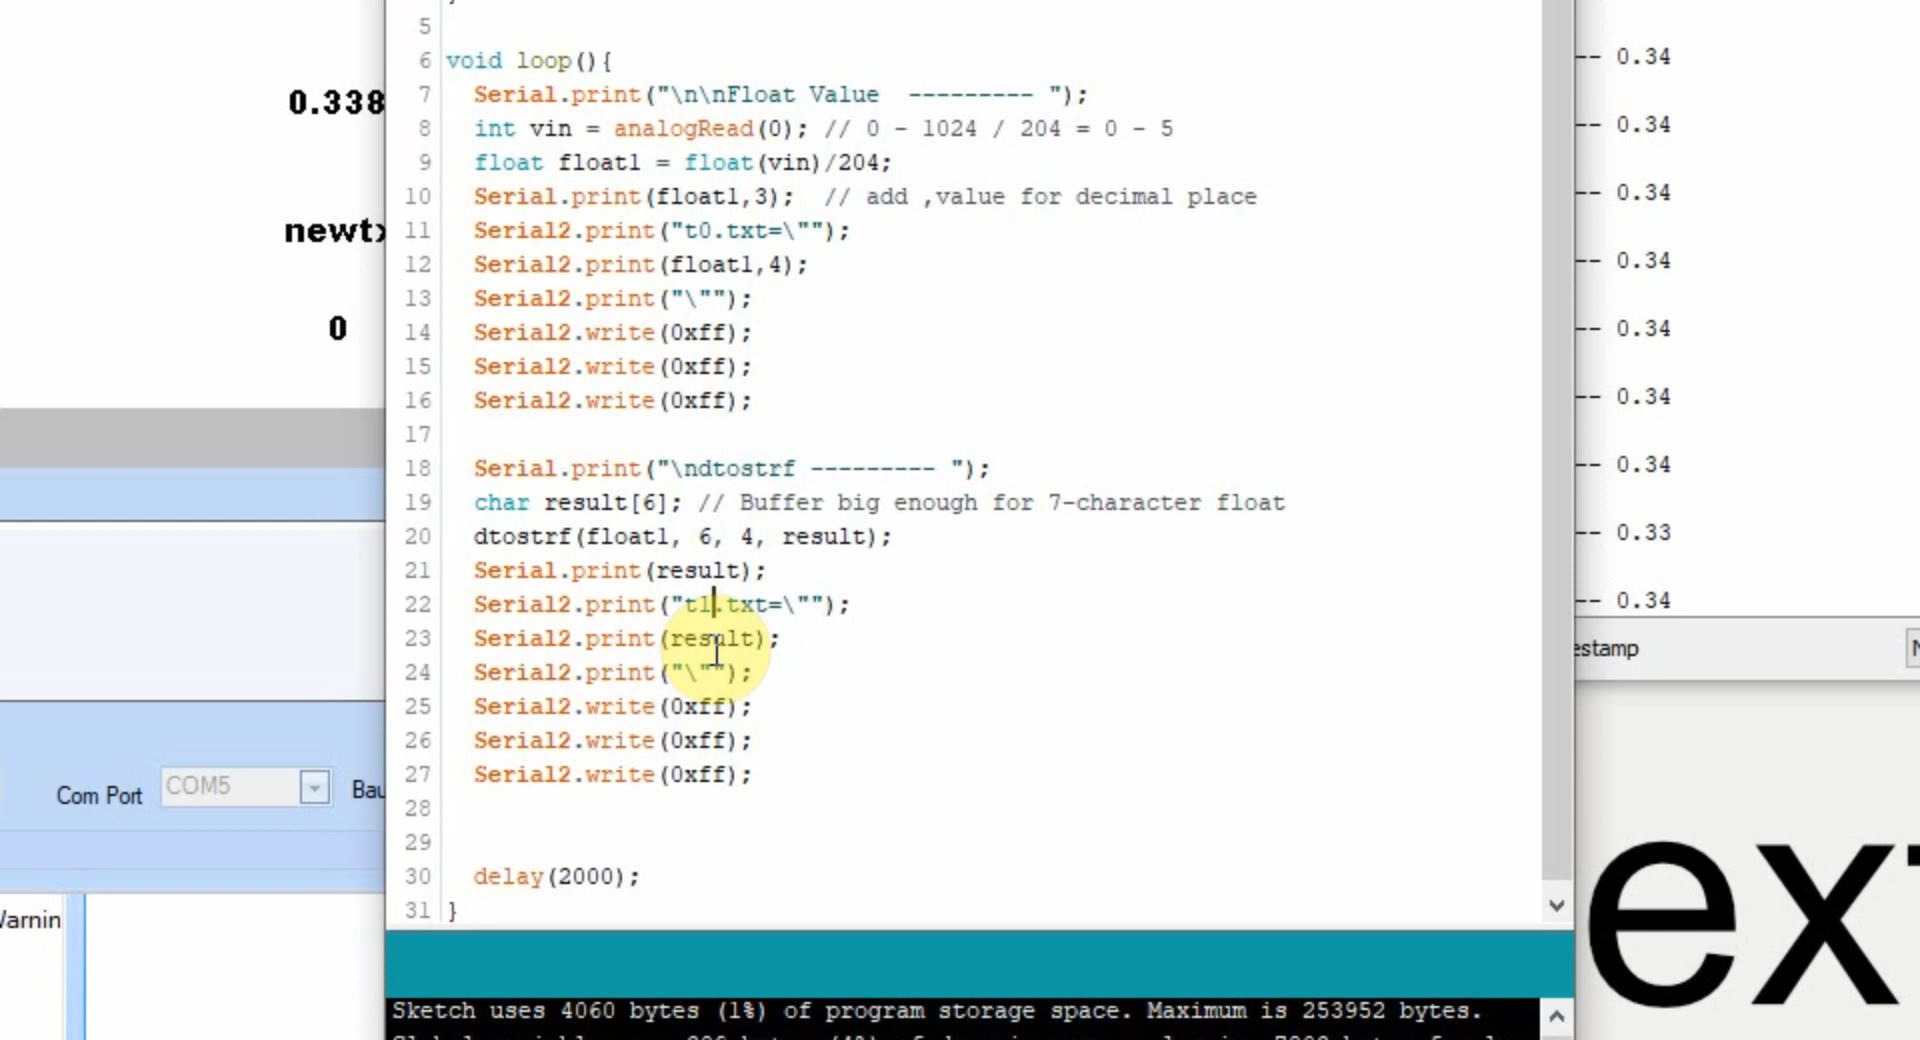 0.338
newtx
0
5
6 void loop(){
7 Serial.print("\n\nFloat Value --------- ");
8 int vin = analogRead(0); // 0 - 1024 / 204 = 0 - 5
9 float float1 = float(vin)/204;
10 Serial.print(float1,3); // add ,value for decimal place
11 Serial2.print("t0.txt=\"");
12 Serial2.print(float1,4);
13 Serial2.print("\"");
14 Serial2.write(0xff);
15 Serial2.write(0xff);
16 Serial2.write(0xff);
17
18 Serial.print("\ndtostrf --------- ");
19 char result[6]; // Buffer big enough for 7-character float
20 dtostrf(float1, 6, 4, result);
21 Serial.print(result);
22 Serial2.print("t1.txt=\"");
23 Serial2.print(result);
24 Serial2.print("\"");
25 Serial2.write(0xff);
26 Serial2.write(0xff);
27 Serial2.write(0xff);
28
29
30 delay(2000);
31 }
Sketch uses 4060 bytes (1%) of program storage space. Maximum is 253952 bytes.
Com Port COM5 Bau
Warnin
-- 0.34
-- 0.34
-- 0.34
-- 0.34
-- 0.34
-- 0.34
-- 0.34
-- 0.33
-- 0.34
estamp
ext